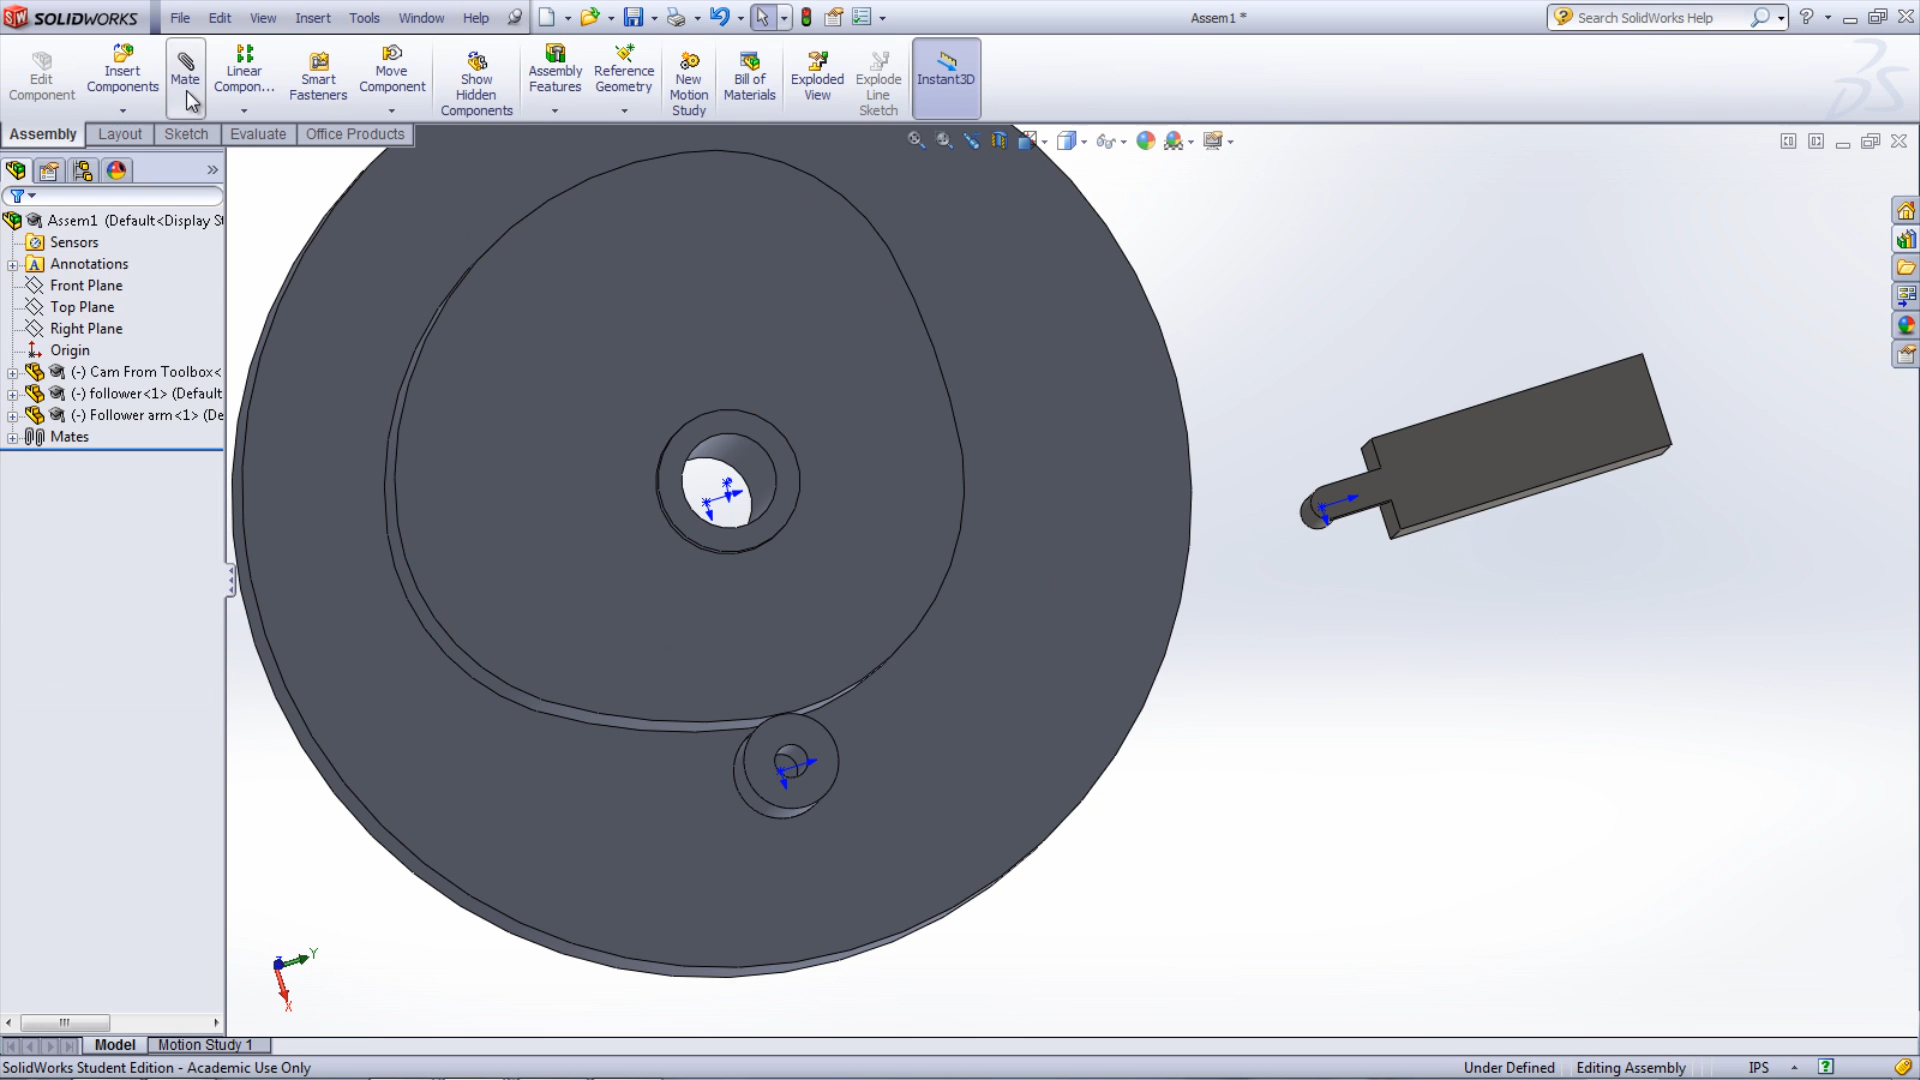 SOLIDWORKS File Edit View Insert Tools Window Help Assem1 * Search SolidWorks Help
Edit Component
Insert Components
Mate
Linear Compon...
Smart Fasteners
Move Component
Show Hidden Components
Assembly Features
Reference Geometry
New Motion Study
Bill of Materials
Exploded View
Explode Line Sketch
Instant3D
Assembly Layout Sketch Evaluate Office Products
Assem1 (Default<Display St
Sensors
Annotations
Front Plane
Top Plane
Right Plane
Origin
(-) Cam From Toolbox<
(-) follower<1> (Default
(-) Follower arm<1> (De
Mates
Y
Z
X
Model Motion Study 1
SolidWorks Student Edition - Academic Use Only Under Defined Editing Assembly IPS